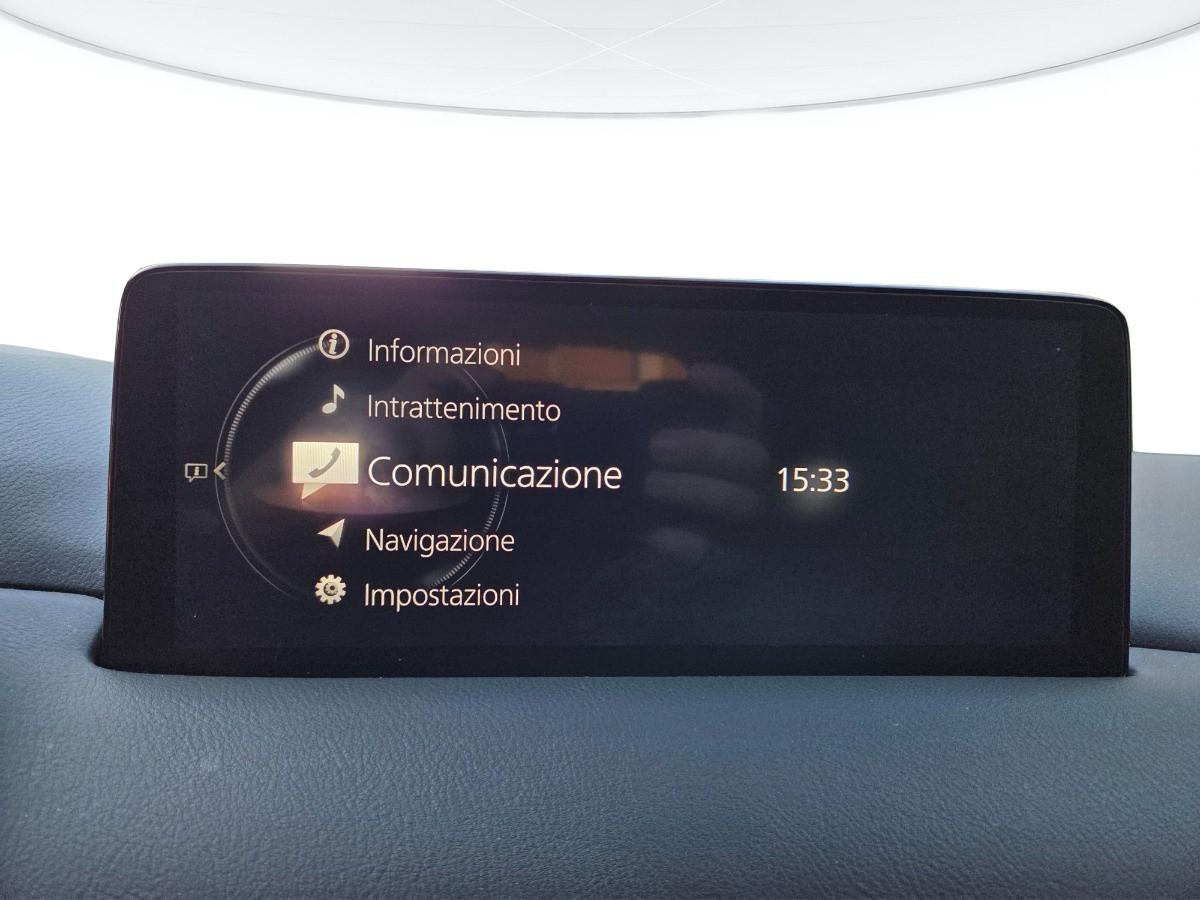 Informazioni
Intrattenimento
Comunicazione
15:33
Navigazione
Impostazioni